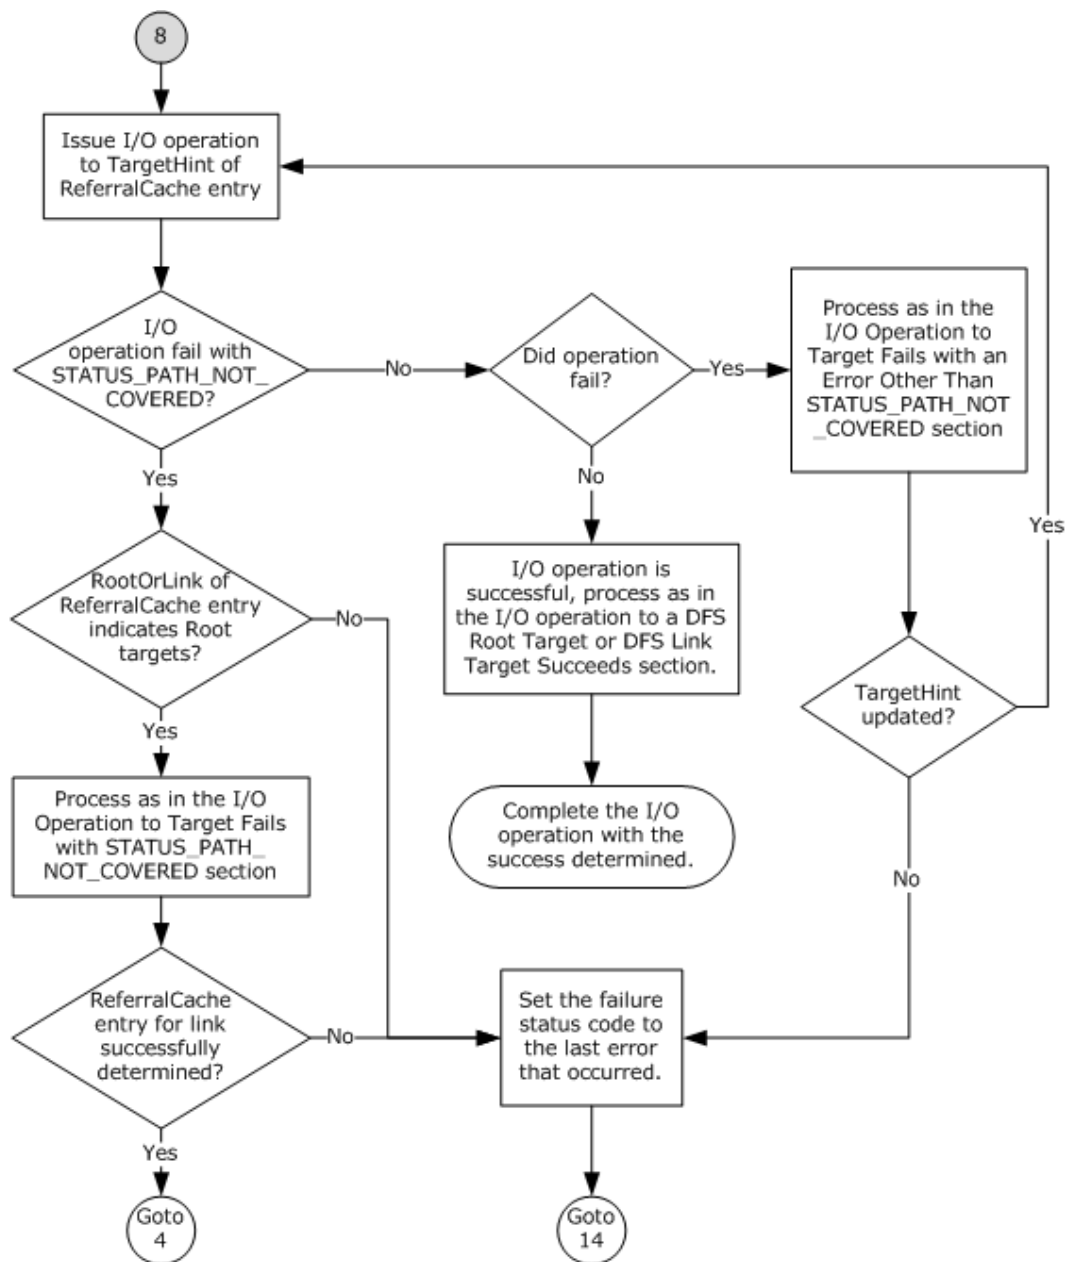 8
Issue I/O operation
to TargetHint of
ReferralCache entry
I/O
operation fail with
STATUS_PATH_NOT_
COVERED?
No
Did operation
fail?
Yes
Process as in the
I/O Operation to
Target Fails with an
Error Other Than
STATUS_PATH_NOT
_COVERED section
Yes
No
Yes
RootOrLink of
ReferralCache entry
indicates Root
targets?
No
I/O operation is
successful, process as in
the I/O operation to a DFS
Root Target or DFS Link
Target Succeeds section.
TargetHint
updated?
Yes
Process as in the I/O
Operation to Target Fails
with STATUS_PATH_
NOT_COVERED section
Complete the I/O
operation with the
success determined.
No
ReferralCache
entry for link
successfully
determined?
No
Set the failure
status code to
the last error
that occurred.
Yes
Goto
4
Goto
14